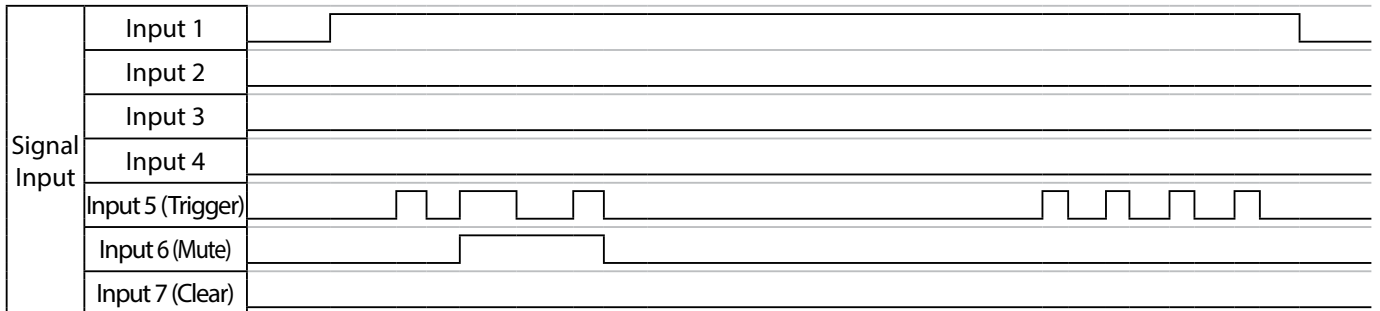 Signal
Input
Input 1
Input 2
Input 3
Input 4
Input 5 (Trigger)
Input 6 (Mute)
Input 7 (Clear)